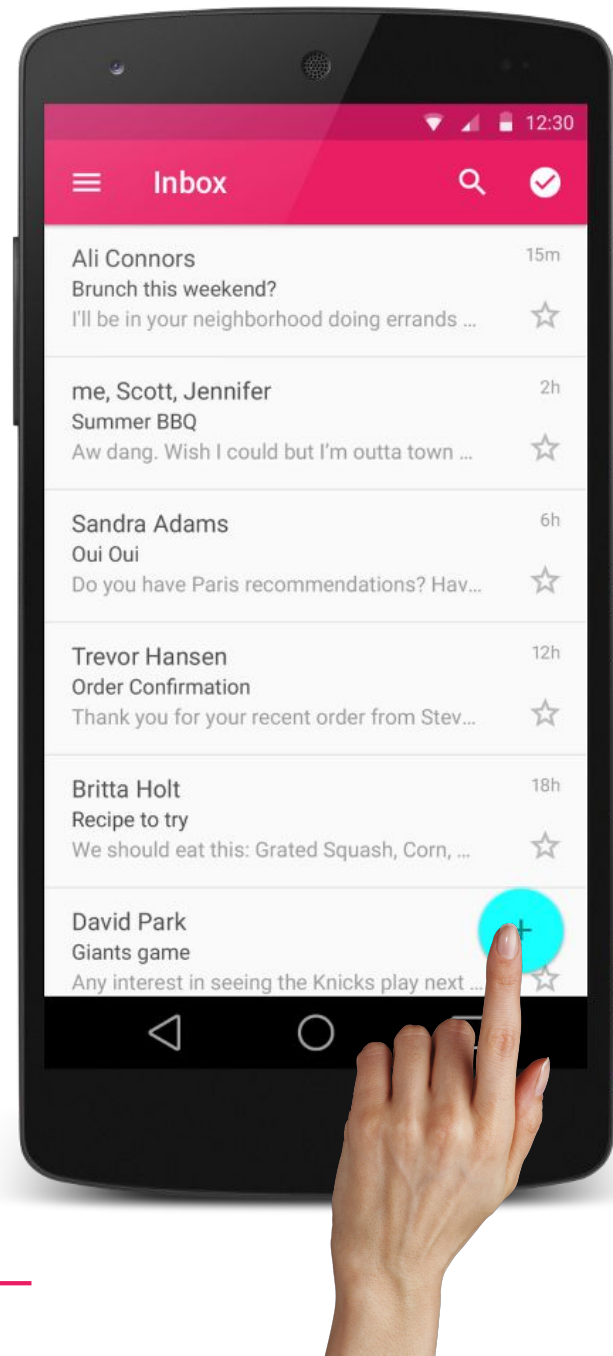 12:30
Inbox
Ali Connors
15m
Brunch this weekend?
I'll be in your neighborhood doing errands ...
me, Scott, Jennifer
2h
Summer BBQ
Aw dang. Wish I could but I'm outta town ...
Sandra Adams
6h
Oui Oui
Do you have Paris recommendations? Hav...
Trevor Hansen
12h
Order Confirmation
Thank you for your recent order from Stev...
Britta Holt
18h
Recipe to try
We should eat this: Grated Squash, Corn, ...
David Park
+
Giants game
Any interest in seeing the Knicks play next ...